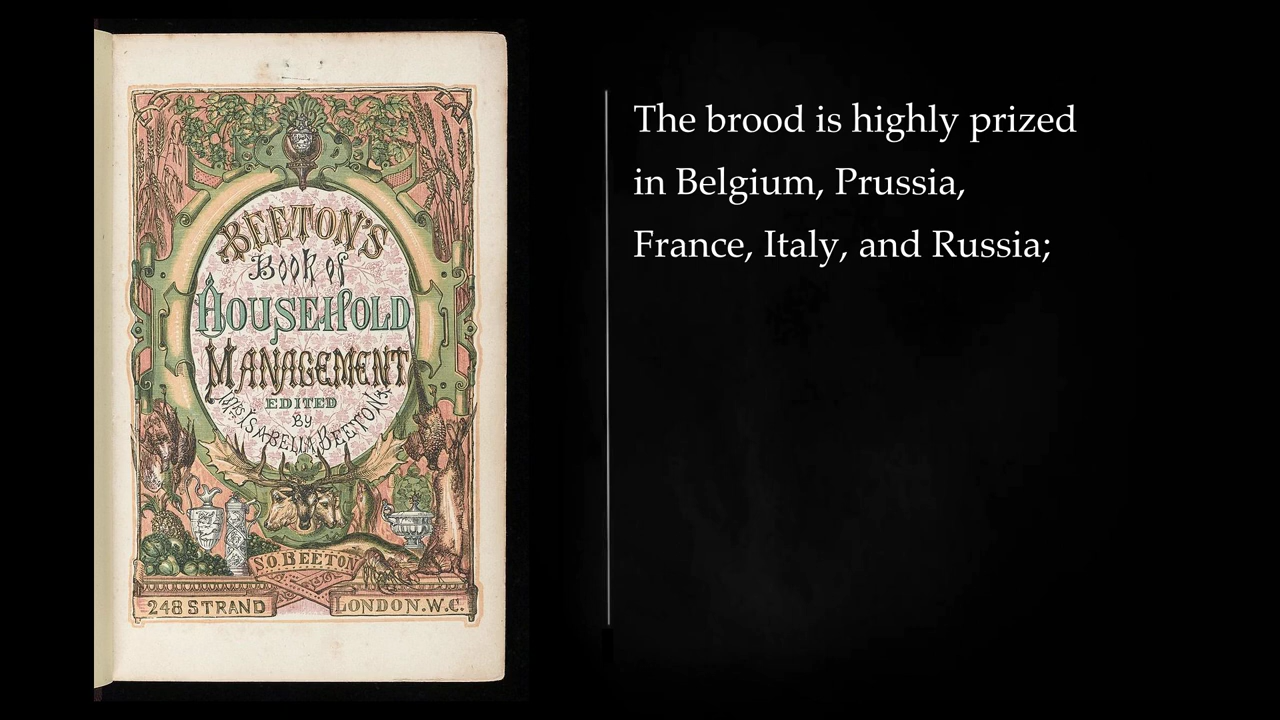 BEETON'S
Book of
HOUSEHOLD
MANAGEMENT
EDITED
BY
MRS ISABELLA BEETON
S.O. BEETON
248 STRAND
LONDON. W.C.
The brood is highly prized
in Belgium, Prussia,
France, Italy, and Russia;